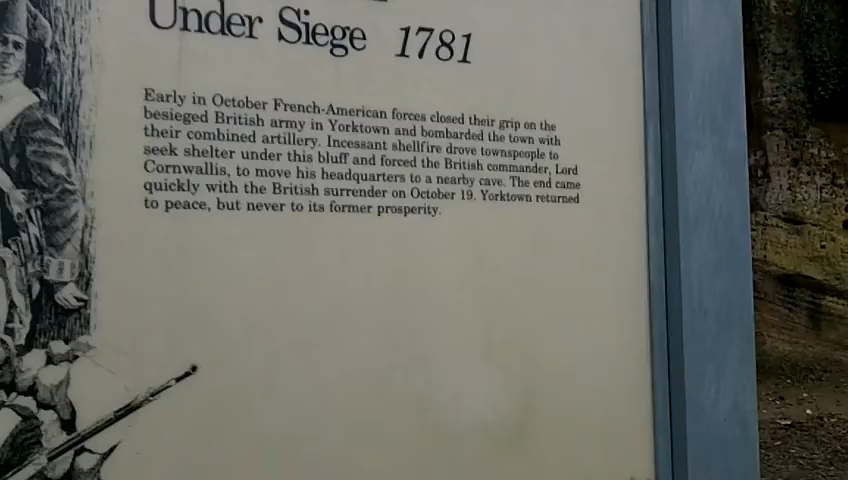 Under Siege 1781
Early in October French-American forces closed their grip on the
besieged British army in Yorktown and bombarded the town with
their combined artillery. Incessant shellfire drove townspeople to
seek shelter under this bluff and forced the British commander, Lord
Cornwallis, to move his headquarters to a nearby cave. The end came
quickly with the British surrender on October 19. Yorktown returned
to peace, but never to its former prosperity.